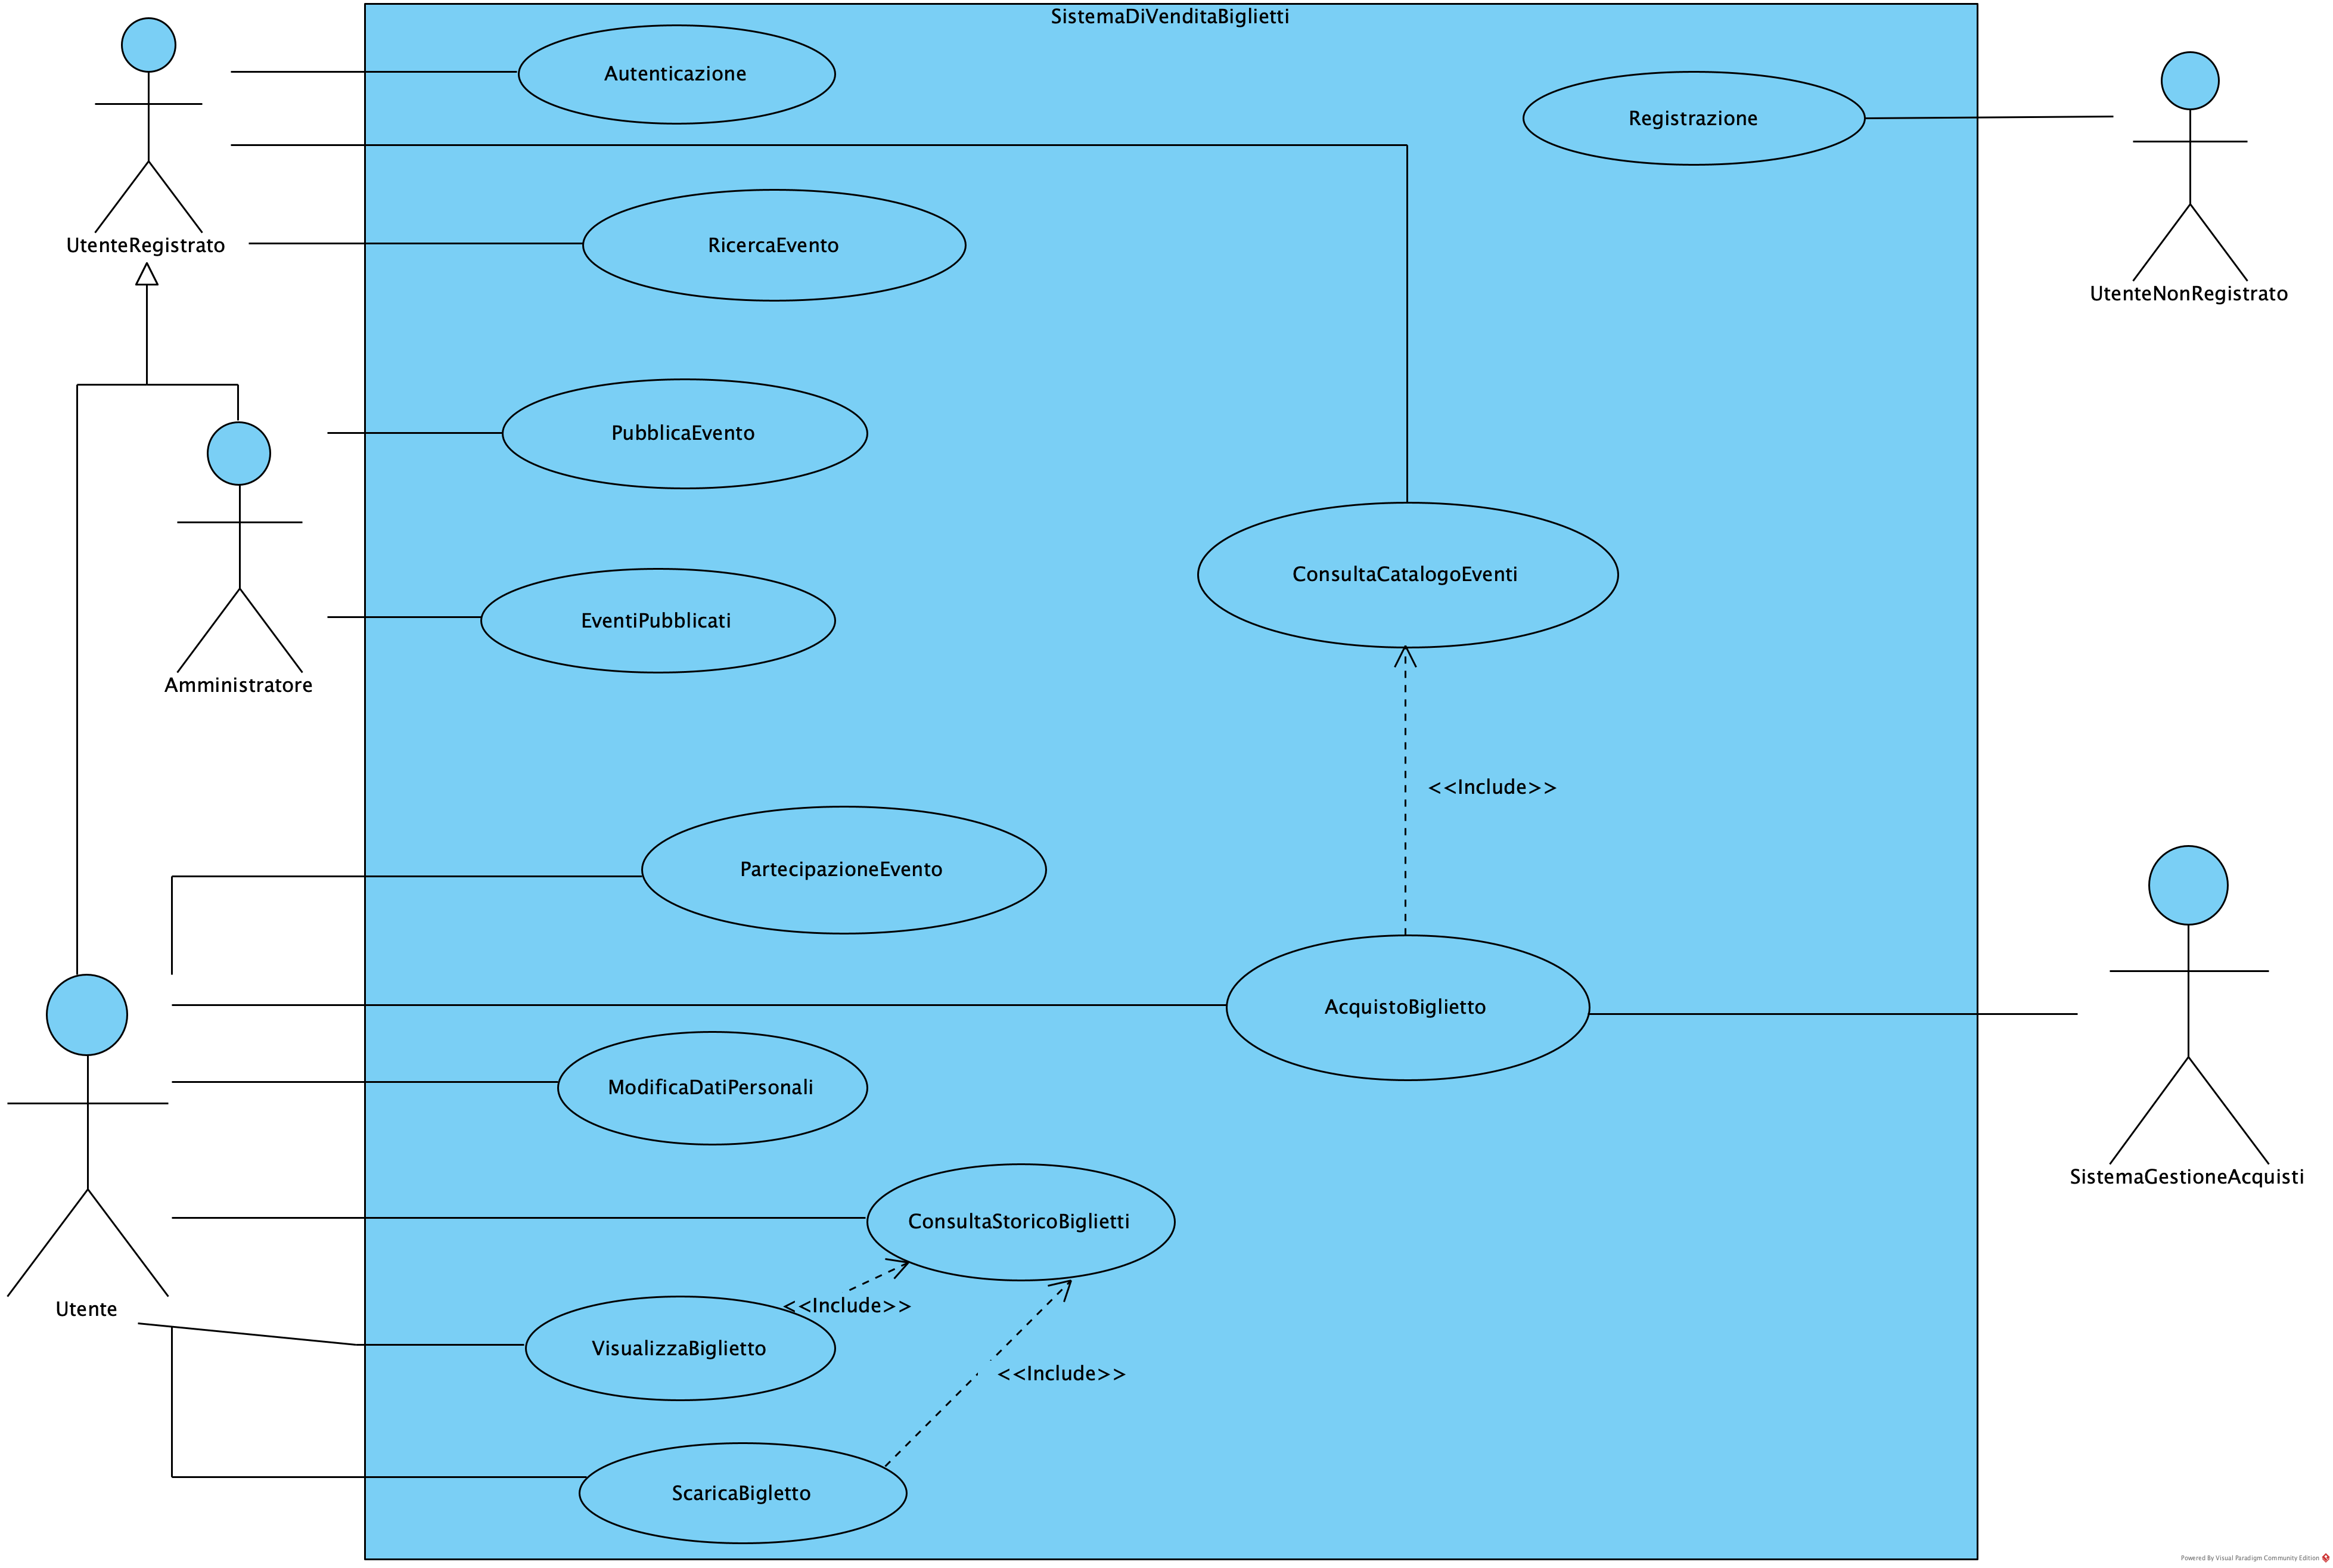 SistemaDiVenditaBiglietti
Autenticazione
Registrazione
UtenteRegistrato
RicercaEvento
UtenteNonRegistrato
PubblicaEvento
ConsultaCatalogoEventi
EventiPubblicati
Amministratore
<<Include>>
PartecipazioneEvento
AcquistoBiglietto
ModificaDatiPersonali
SistemaGestioneAcquisti
ConsultaStoricoBiglietti
Utente
<<Include>>
VisualizzaBiglietto
<<Include>>
ScaricaBigletto
Powered By Visual Paradigm Community Edition